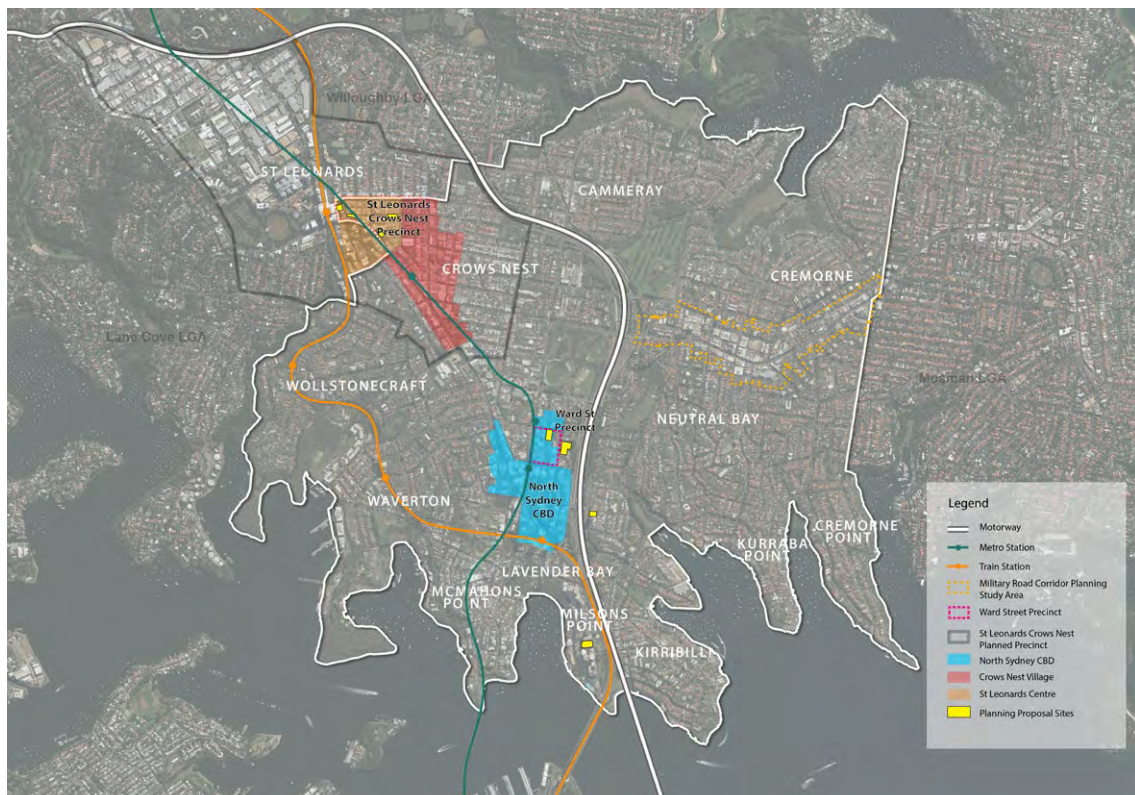 Willoughby LGA
ST LEONARDS
CAMMERAY
St Leonards
Crows Nest
Precinct
CROWS NEST
CREMORNE
Lane Cove LGA
Mosman LGA
WOLLSTONECRAFT
Ward St
Precinct
NEUTRAL BAY
WAVERTON
North
Sydney
CBD
Legend
Motorway
Metro Station
Train Station
Military Road Corridor Planning
Study Area
Ward Street Precinct
St Leonards Crows Nest
Planned Precinct
North Sydney CBD
Crows Nest Village
St Leonards Centre
Planning Proposal Sites
CREMORNE
POINT
KURRABA
POINT
LAVENDER BAY
MCMAHONS
POINT
MILSONS
POINT
KIRRIBILLI